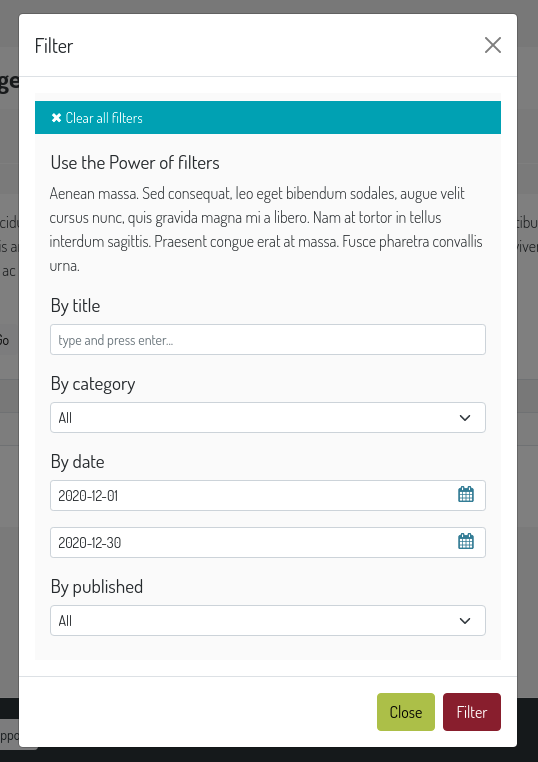 Filter
✖ Clear all filters
Use the Power of filters
Aenean massa. Sed consequat, leo eget bibendum sodales, augue velit
cursus nunc, quis gravida magna mi a libero. Nam at tortor in tellus
interdum sagittis. Praesent congue erat at massa. Fusce pharetra convallis
urna.
By title
type and press enter...
By category
All
By date
2020-12-01
2020-12-30
By published
All
Close
Filter